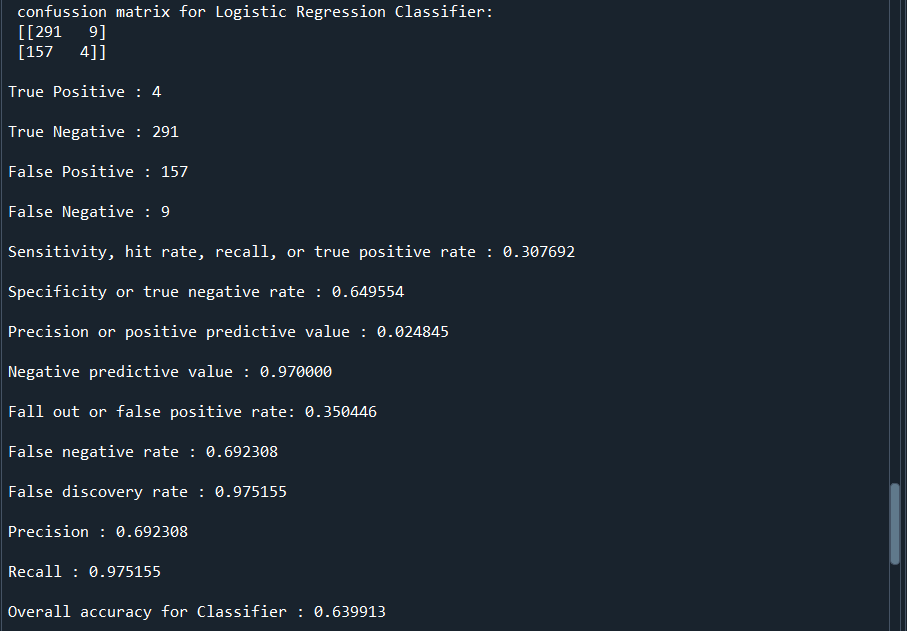 confussion matrix for Logistic Regression Classifier:
[[291   9]
[157   4]]
True Positive : 4
True Negative : 291
False Positive : 157
False Negative : 9
Sensitivity, hit rate, recall, or true positive rate : 0.307692
Specificity or true negative rate : 0.649554
Precision or positive predictive value : 0.024845
Negative predictive value : 0.970000
Fall out or false positive rate: 0.350446
False negative rate : 0.692308
False discovery rate : 0.975155
Precision : 0.692308
Recall : 0.975155
Overall accuracy for Classifier : 0.639913